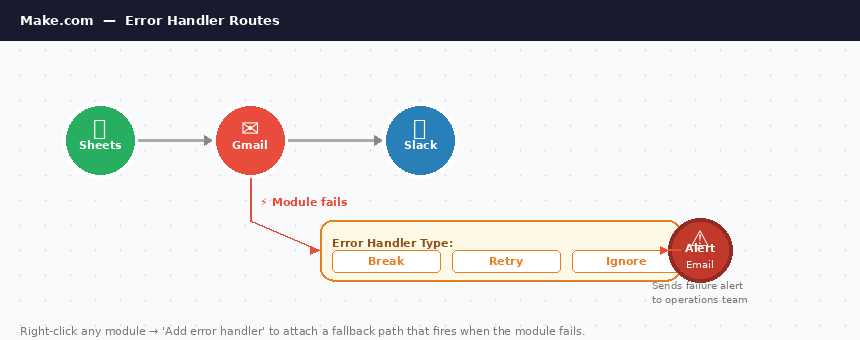 Make.com — Error Handler Routes
Sheets
Gmail
Slack
⚡ Module fails
Error Handler Type:
Break
Retry
Ignore
Alert
Email
Sends failure alert
to operations team
Right-click any module → 'Add error handler' to attach a fallback path that fires when the module fails.